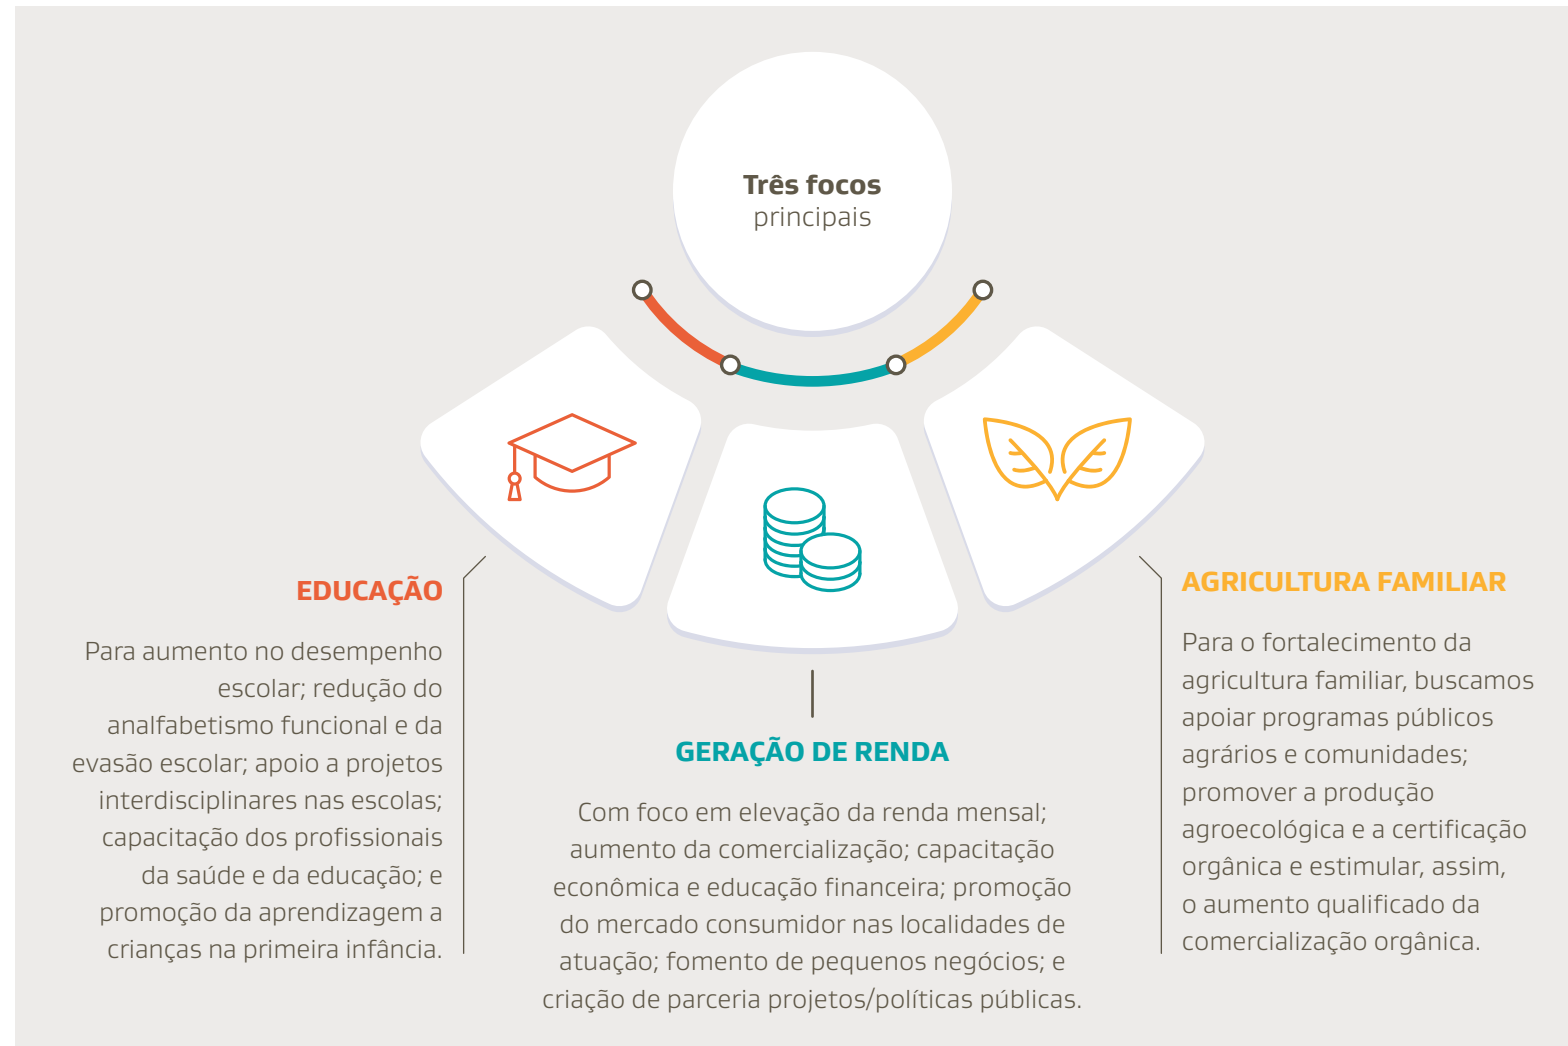 Três focos
principais
EDUCAÇÃO
Para aumento no desempenho
escolar; redução do
analfabetismo funcional e da
evasão escolar; apoio a projetos
interdisciplinares nas escolas;
capacitação dos profissionais
da saúde e da educação; e
promoção da aprendizagem a
crianças na primeira infância.
GERAÇÃO DE RENDA
Com foco em elevação da renda mensal;
aumento da comercialização; capacitação
econômica e educação financeira; promoção
do mercado consumidor nas localidades de
atuação; fomento de pequenos negócios; e
criação de parceria projetos/políticas públicas.
AGRICULTURA FAMILIAR
Para o fortalecimento da
agricultura familiar, buscamos
apoiar programas públicos
agrários e comunidades;
promover a produção
agroecológica e a certificação
orgânica e estimular, assim,
o aumento qualificado da
comercialização orgânica.